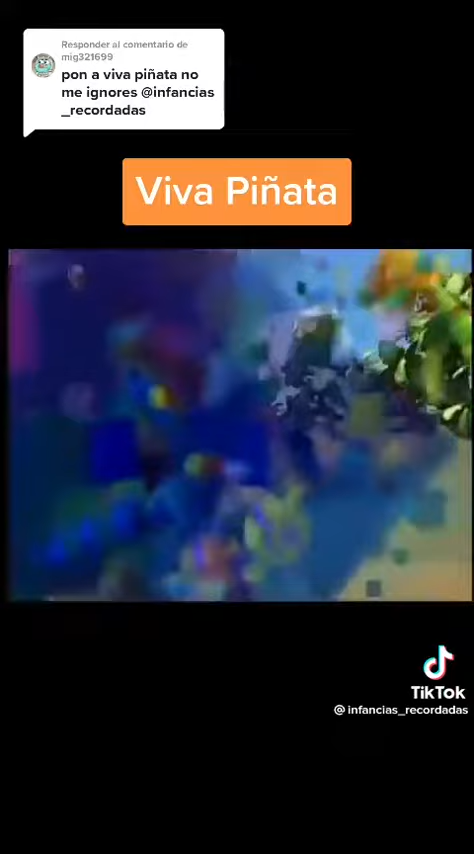 Responder al comentario de
mig321699
pon a viva piñata no
me ignores @infancias
_recordadas
Viva Piñata
TikTok
@infancias_recordadas